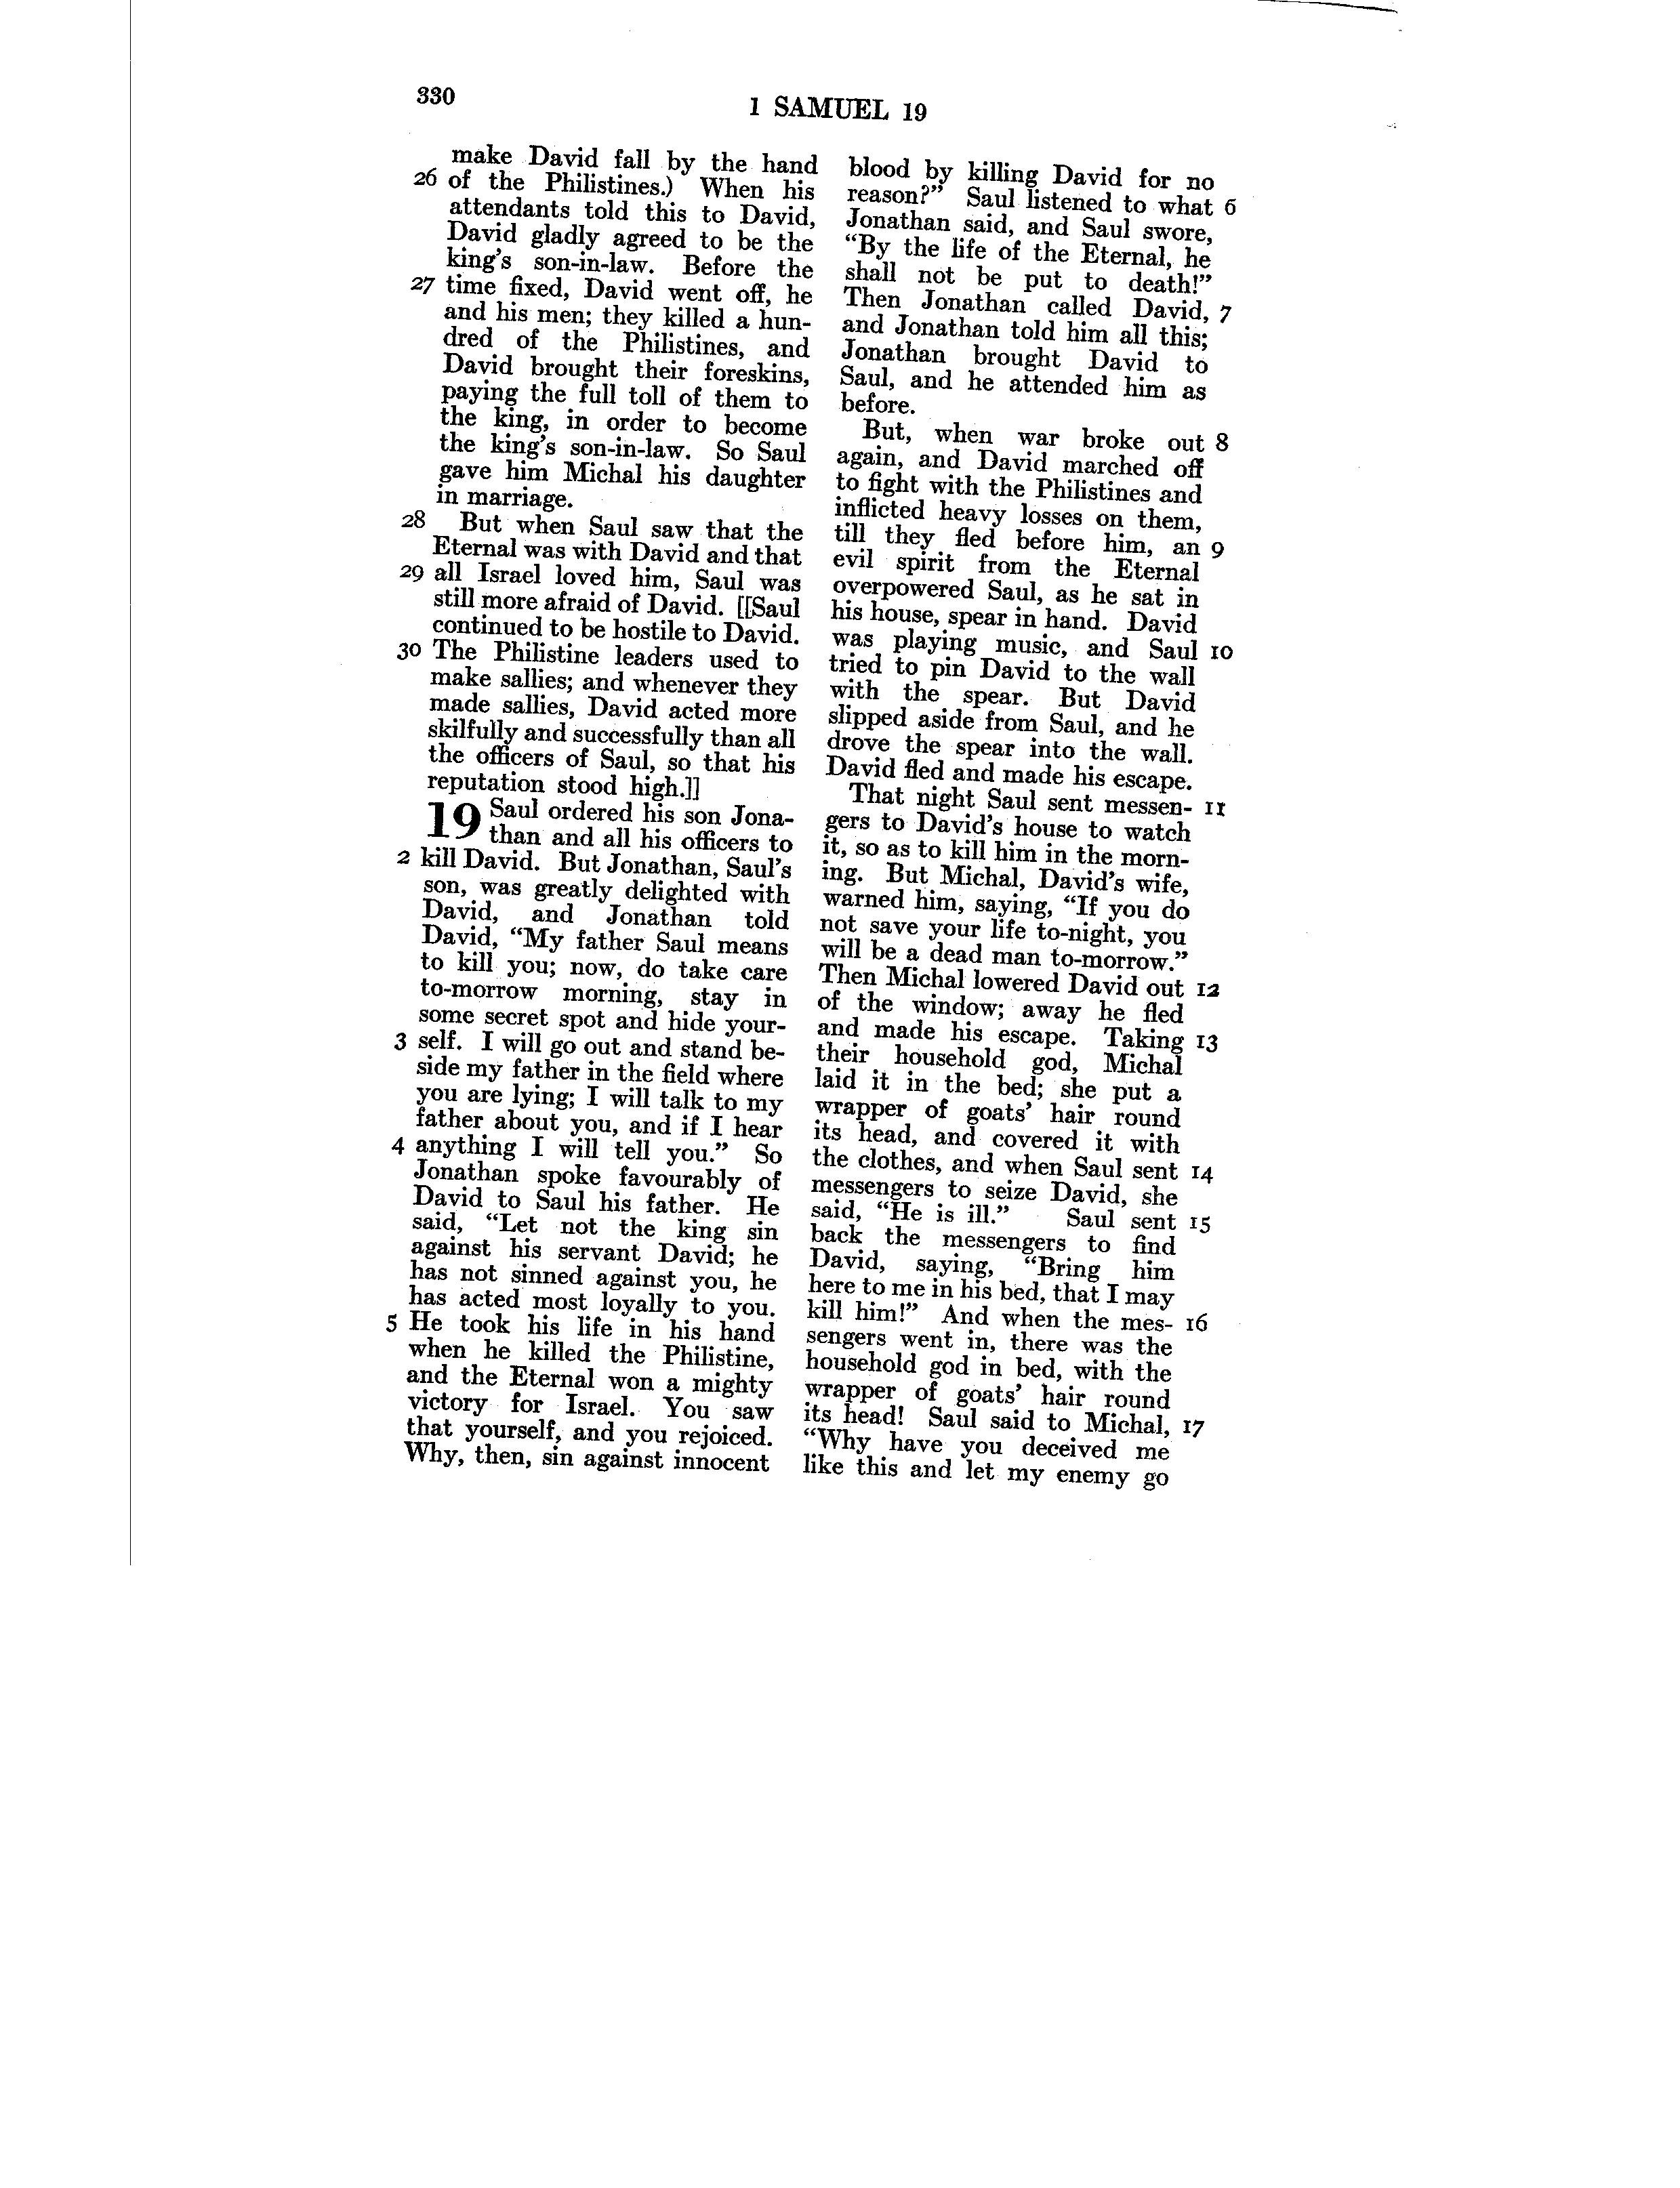 330
1 SAMUEL 19
make David fall by the hand
26 of the Philistines.) When his
attendants told this to David,
David gladly agreed to be the
king's son-in-law. Before the
27 time fixed, David went off, he
and his men; they killed a hun-
dred of the Philistines, and
David brought their foreskins,
paying the full toll of them to
the king, in order to become
the king's son-in-law. So Saul
gave him Michal his daughter
in marriage.
28 But when Saul saw that the
Eternal was with David and that
29 all Israel loved him, Saul was
still more afraid of David. [[Saul
continued to be hostile to David.
30 The Philistine leaders used to
make sallies; and whenever they
made sallies, David acted more
skilfully and successfully than all
the officers of Saul, so that his
reputation stood high.]]
19 Saul ordered his son Jona-
than and all his officers to
2 kill David. But Jonathan, Saul's
son, was greatly delighted with
David, and Jonathan told
David, “My father Saul means
to kill you; now, do take care
to-morrow morning, stay in
some secret spot and hide your-
3 self. I will go out and stand be-
side my father in the field where
you are lying; I will talk to my
father about you, and if I hear
4 anything I will tell you.” So
Jonathan spoke favourably of
David to Saul his father. He
said, “Let not the king sin
against his servant David; he
has not sinned against you, he
has acted most loyally to you.
5 He took his life in his hand
when he killed the Philistine,
and the Eternal won a mighty
victory for Israel. You saw
that yourself, and you rejoiced.
Why, then, sin against innocent
blood by killing David for no
reason?” Saul listened to what 6
Jonathan said, and Saul swore,
“By the life of the Eternal, he
shall not be put to death!”
Then Jonathan called David, 7
and Jonathan told him all this;
Jonathan brought David to
Saul, and he attended him as
before.
But, when war broke out 8
again, and David marched off
to fight with the Philistines and
inflicted heavy losses on them,
till they fled before him, an 9
evil spirit from the Eternal
overpowered Saul, as he sat in
his house, spear in hand. David
was playing music, and Saul 10
tried to pin David to the wall
with the spear. But David
slipped aside from Saul, and he
drove the spear into the wall.
David fled and made his escape.
That night Saul sent messen- 11
gers to David's house to watch
it, so as to kill him in the morn-
ing. But Michal, David's wife,
warned him, saying, “If you do
not save your life to-night, you
will be a dead man to-morrow.”
Then Michal lowered David out 12
of the window; away he fled
and made his escape. Taking 13
their household god, Michal
laid it in the bed; she put a
wrapper of goats' hair round
its head, and covered it with
the clothes, and when Saul sent 14
messengers to seize David, she
said, “He is ill.” Saul sent 15
back the messengers to find
David, saying, “Bring him
here to me in his bed, that I may
kill him!” And when the mes- 16
sengers went in, there was the
household god in bed, with the
wrapper of goats' hair round
its head! Saul said to Michal, 17
“Why have you deceived me
like this and let my enemy go